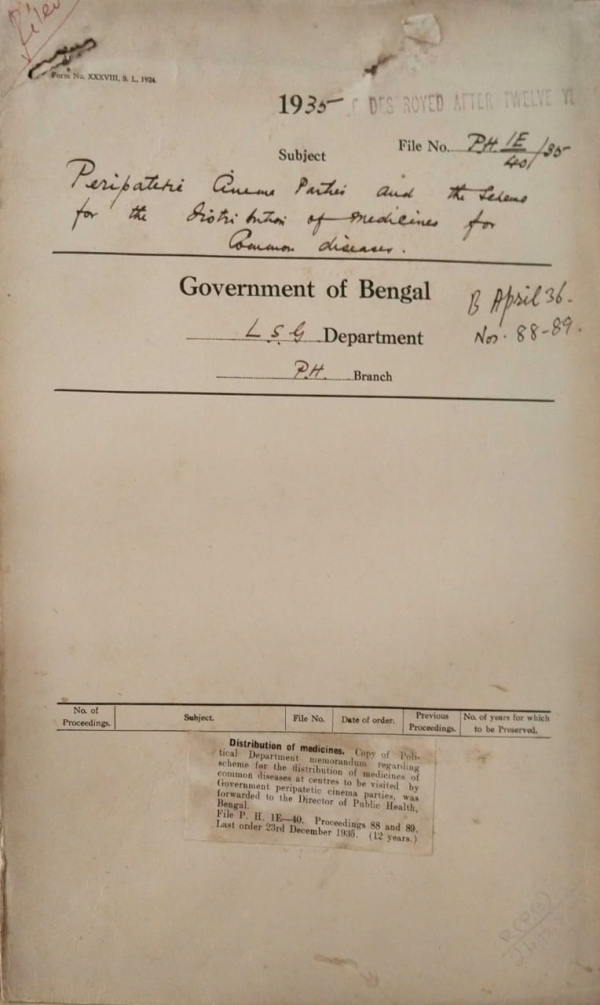 Filed
Form No. XXXVIII, S. L., 1924.
1935 DESTROYED AFTER TWELVE YE
File No. P.H. 1E/40/35
Subject
Peripatetic Cinema Parties and the Scheme
for the distribution of medicines for
Common diseases.
Government of Bengal
B April 36.
L S G Department
Nos. 88-89.
P.H. Branch
No. of Proceedings. Subject. File No. Date of order. Previous Proceedings. No. of years for which to be Preserved.
Distribution of medicines. Copy of Poli-
tical Department memorandum regarding
scheme for the distribution of medicines of
common diseases at centres to be visited by
Government peripatetic cinema parties, was
forwarded to the Director of Public Health,
Bengal.
File P. H. 1E—40. Proceedings 88 and 89.
Last order 23rd December 1935. (12 years.)